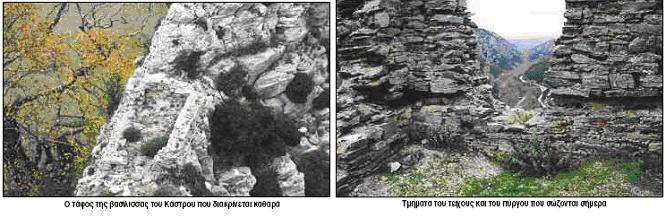 Ο τάφος της βασίλισσας του Κάστρου που διακρίνεται καθαρά
Τμήματα του τείχους και του πύργου που σώζονται σήμερα